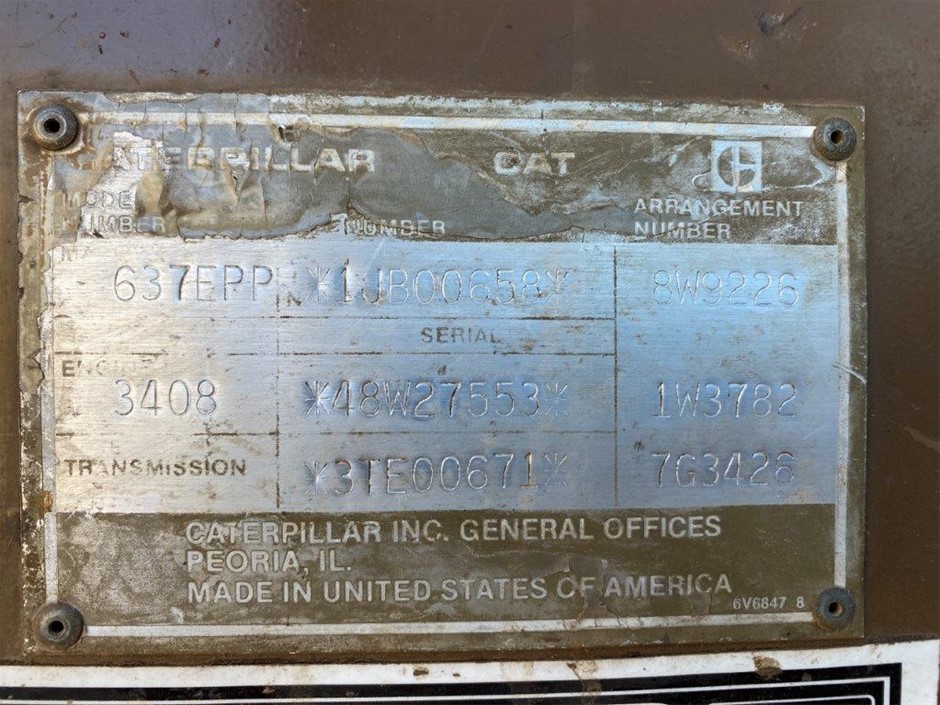 CATERPILLAR CAT
MODEL ARRANGEMENT
NUMBER NUMBER NUMBER
637EPP *1JB00658* 8W9226
SERIAL
ENGINE
3408 *48W27553* 1W3782
TRANSMISSION *3TE00671* 7G3426
CATERPILLAR INC. GENERAL OFFICES
PEORIA, IL.
MADE IN UNITED STATES OF AMERICA
6V6847 8